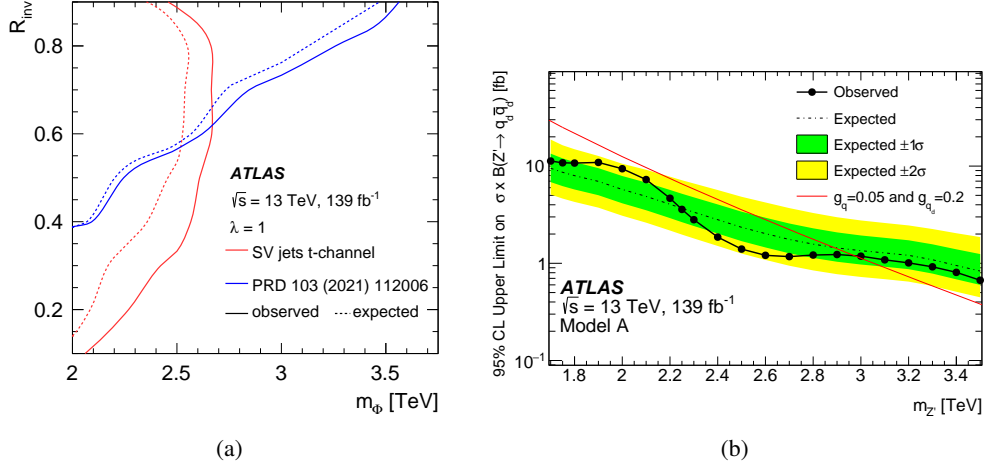 R_inv
0.8
0.6
0.4
0.2
2
2.5
3
3.5
m_Φ [TeV]
ATLAS
√s = 13 TeV, 139 fb⁻¹
λ = 1
SV jets t-channel
PRD 103 (2021) 112006
observed
expected
(a)
95% CL Upper Limit on σ x B(Z'→ q_d q̅_d) [fb]
10
1
10⁻¹
1.8
2.0
2.2
2.4
2.6
2.8
3.0
3.2
3.4
m_Z' [TeV]
Observed
Expected
Expected ±1σ
Expected ±2σ
g_q=0.05 and g_q_d=0.2
ATLAS
√s = 13 TeV, 139 fb⁻¹
Model A
(b)